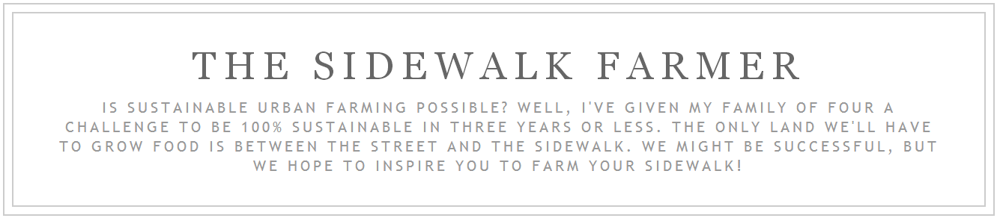 THE SIDEWALK FARMER
IS SUSTAINABLE URBAN FARMING POSSIBLE? WELL, I'VE GIVEN MY FAMILY OF FOUR A
CHALLENGE TO BE 100% SUSTAINABLE IN THREE YEARS OR LESS. THE ONLY LAND WE'LL HAVE
TO GROW FOOD IS BETWEEN THE STREET AND THE SIDEWALK. WE MIGHT BE SUCCESSFUL, BUT
WE HOPE TO INSPIRE YOU TO FARM YOUR SIDEWALK!